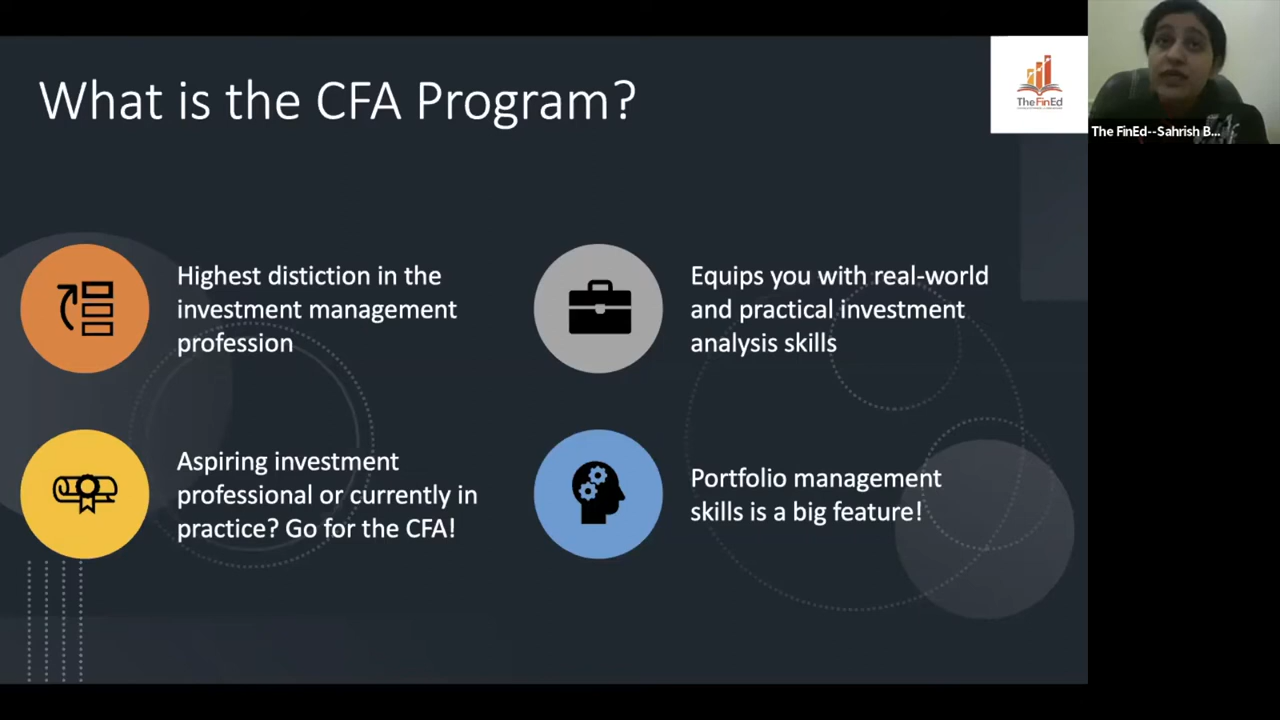 What is the CFA Program?
TheFinEd
The FinEd--Sahrish B...
Highest distiction in the
investment management
profession
Equips you with real-world
and practical investment
analysis skills
Aspiring investment
professional or currently in
practice? Go for the CFA!
Portfolio management
skills is a big feature!